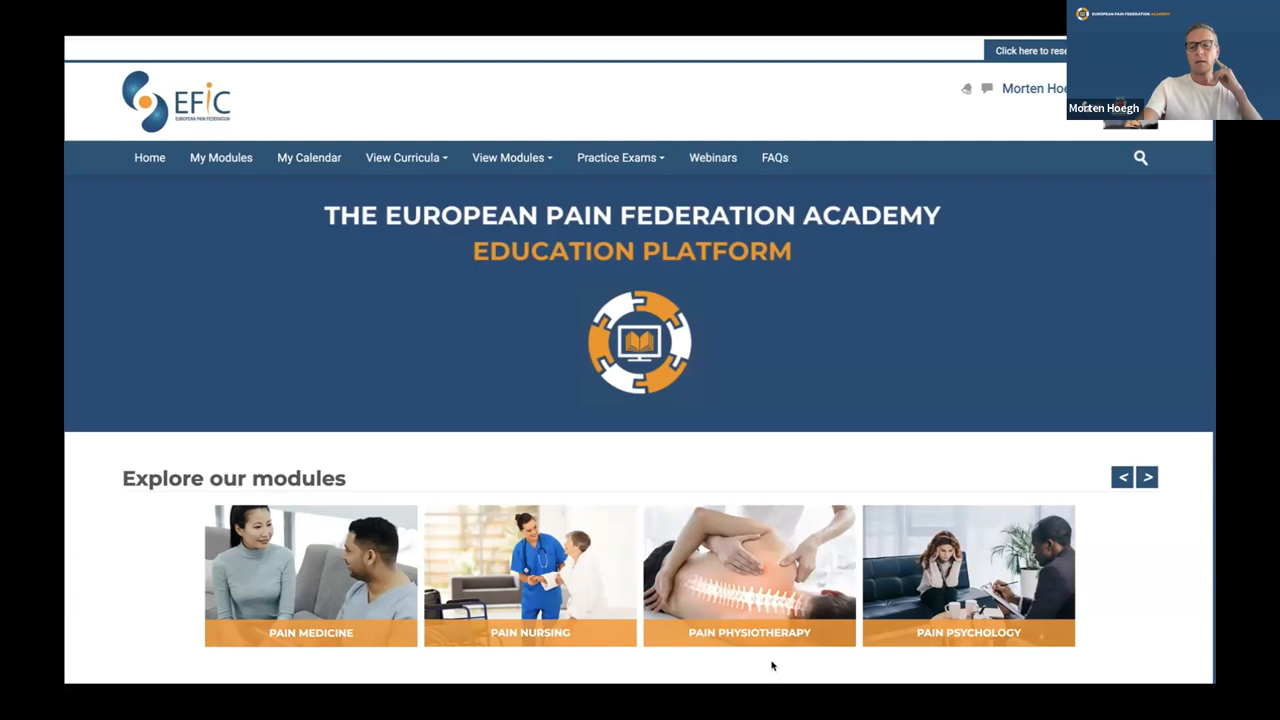 EUROPEAN PAIN FEDERATION ACADEMY
Click here to rese
EFIC
EUROPEAN PAIN FEDERATION
Morten Hoe
Morten Hoegh
Home My Modules My Calendar View Curricula View Modules Practice Exams Webinars FAQs
THE EUROPEAN PAIN FEDERATION ACADEMY
EDUCATION PLATFORM
Explore our modules
< >
PAIN MEDICINE PAIN NURSING PAIN PHYSIOTHERAPY PAIN PSYCHOLOGY